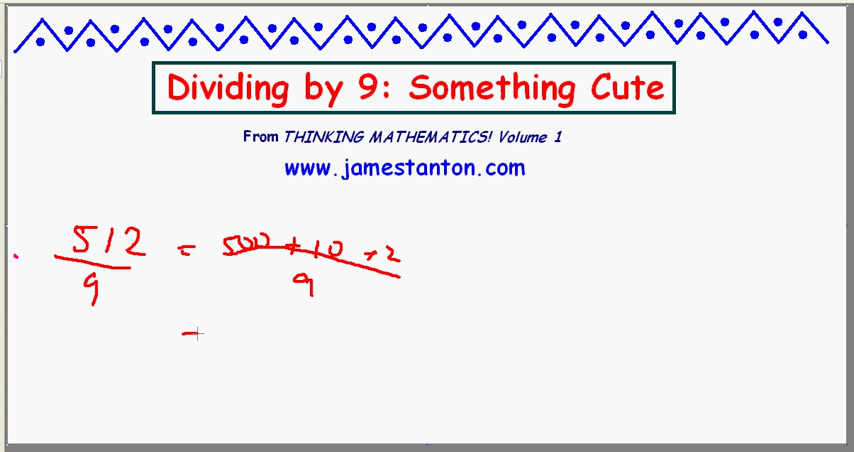 Dividing by 9: Something Cute
From THINKING MATHEMATICS! Volume 1
www.jamestanton.com
512 = 500 + 10 + 2
9 9
=